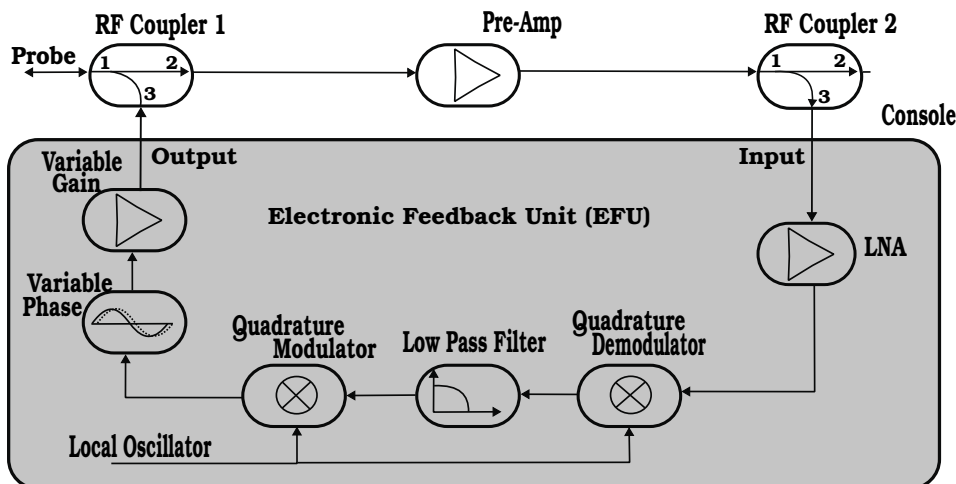 RF Coupler 1
Pre-Amp
RF Coupler 2
Probe
1 2
3
1 2
3
Console
Variable
Gain
Output
Input
Electronic Feedback Unit (EFU)
LNA
Variable
Phase
Quadrature
Modulator
Low Pass Filter
Quadrature
Demodulator
Local Oscillator